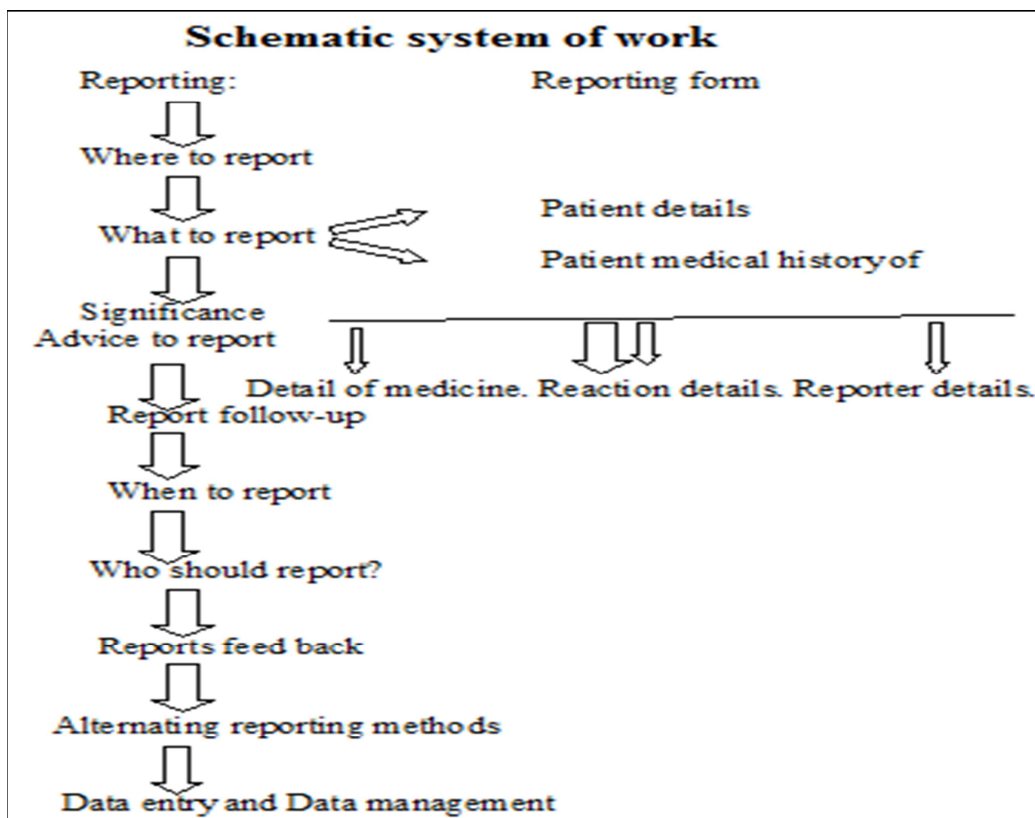 Schematic system of work
Reporting:
Reporting form
Where to report
What to report
Patient details
Patient medical history of
Significance
Advice to report
Detail of medicine. Reaction details. Reporter details.
Report follow-up
When to report
Who should report?
Reports feed back
Alternating reporting methods
Data entry and Data management